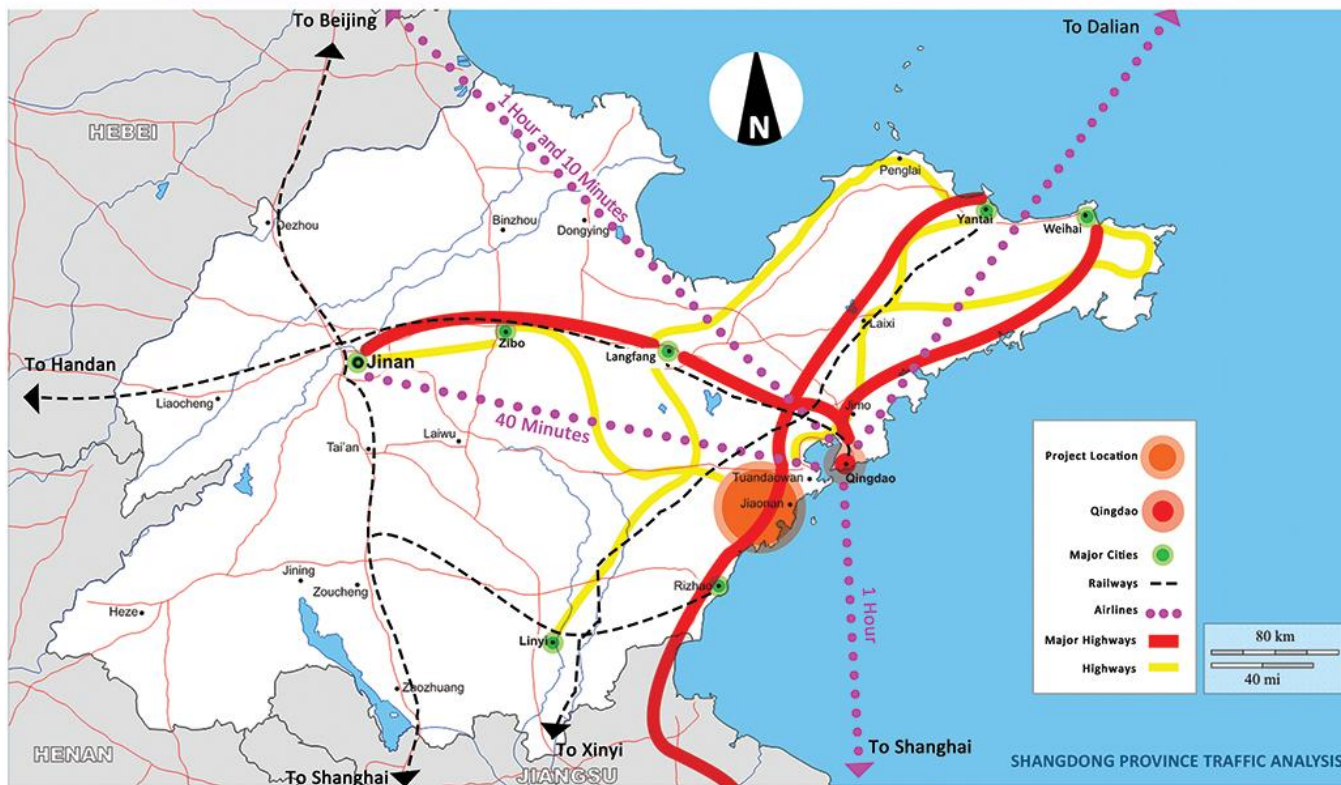 To Beijing
To Dalian
1 Hour and 10 Minutes
HEBEI
N
Penglai
Dezhou
Binzhou
Dongying
Yantai
Weihai
Laixi
Zibo
Langfang
Jinan
To Handan
Liaocheng
40 Minutes
Jimo
Tai'an
Laiwu
Tuandaowan
Qingdao
Jiaonan
Jining
Zoucheng
Rizhao
Heze
Linyi
1 Hour
Zaozhuang
HENAN
To Shanghai
To Xinyi
JIANGSU
To Shanghai
Project Location
Qingdao
Major Cities
Railways
Airlines
Major Highways
Highways
80 km
40 mi
SHANGDONG PROVINCE TRAFFIC ANALYSIS